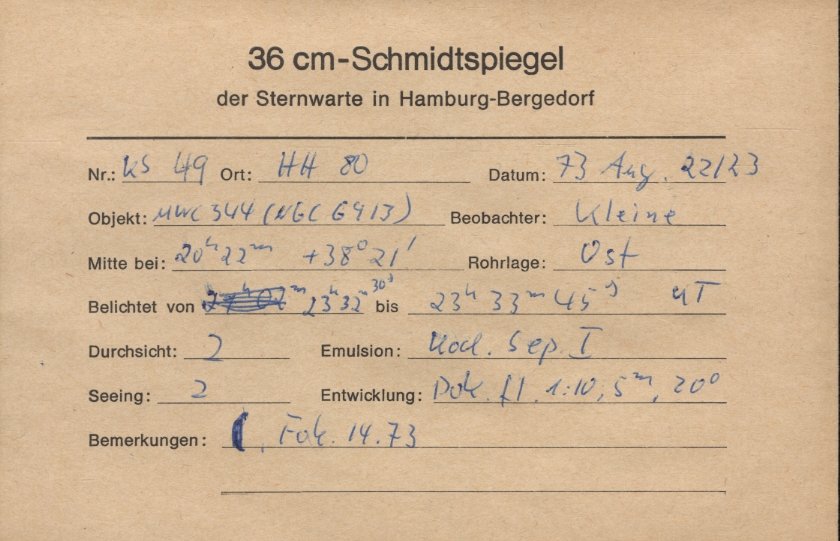 36 cm-Schmidtspiegel
der Sternwarte in Hamburg-Bergedorf
Nr.: KS 49 Ort: HH 80 Datum: 73 Aug. 22/23
Objekt: MWC 344 (NGC 6913) Beobachter: Kleine
Mitte bei: 20h 22m +38° 21' Rohrlage: Ost
Belichtet von 23h 32m 30s bis 23h 33m 45s UT
Durchsicht: 2 Emulsion: Kod. Sep. I
Seeing: 2 Entwicklung: Dok. fl. 1:10, 5m, 20°
Bemerkungen: , Fok. 14.73